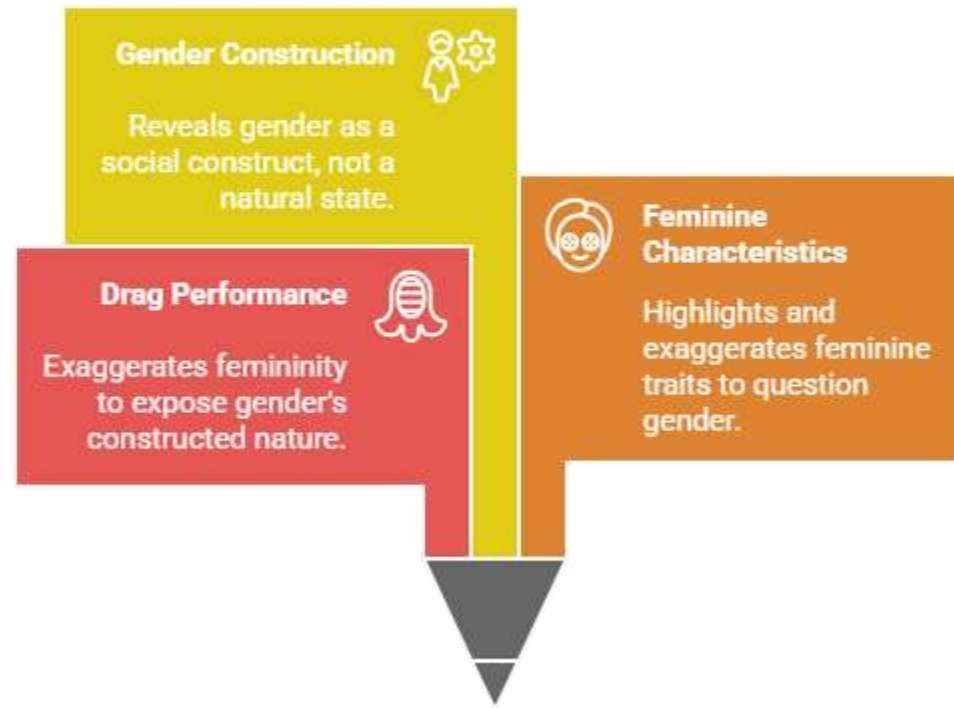 Gender Construction
Reveals gender as a
social construct, not a
natural state.
Drag Performance
Exaggerates femininity
to expose gender's
constructed nature.
Feminine
Characteristics
Highlights and
exaggerates feminine
traits to question
gender.